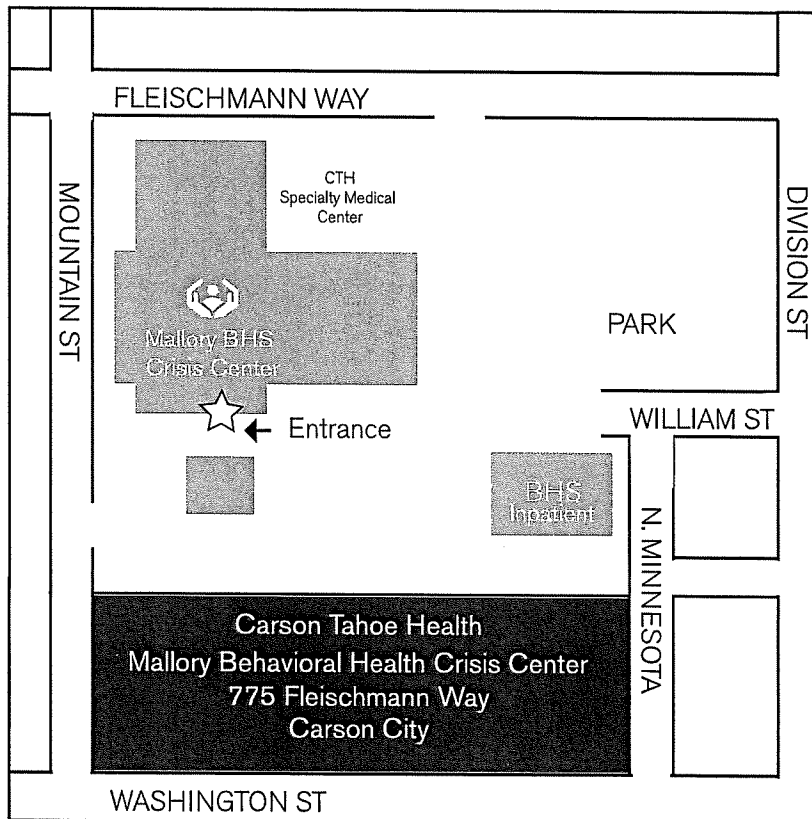 FLEISCHMANN WAY
MOUNTAIN ST
CTH
Specialty Medical
Center
DIVISION ST
Mallory BHS
Crisis Center
PARK
Entrance
WILLIAM ST
BHS
Inpatient
N. MINNESOTA
Carson Tahoe Health
Mallory Behavioral Health Crisis Center
775 Fleischmann Way
Carson City
WASHINGTON ST